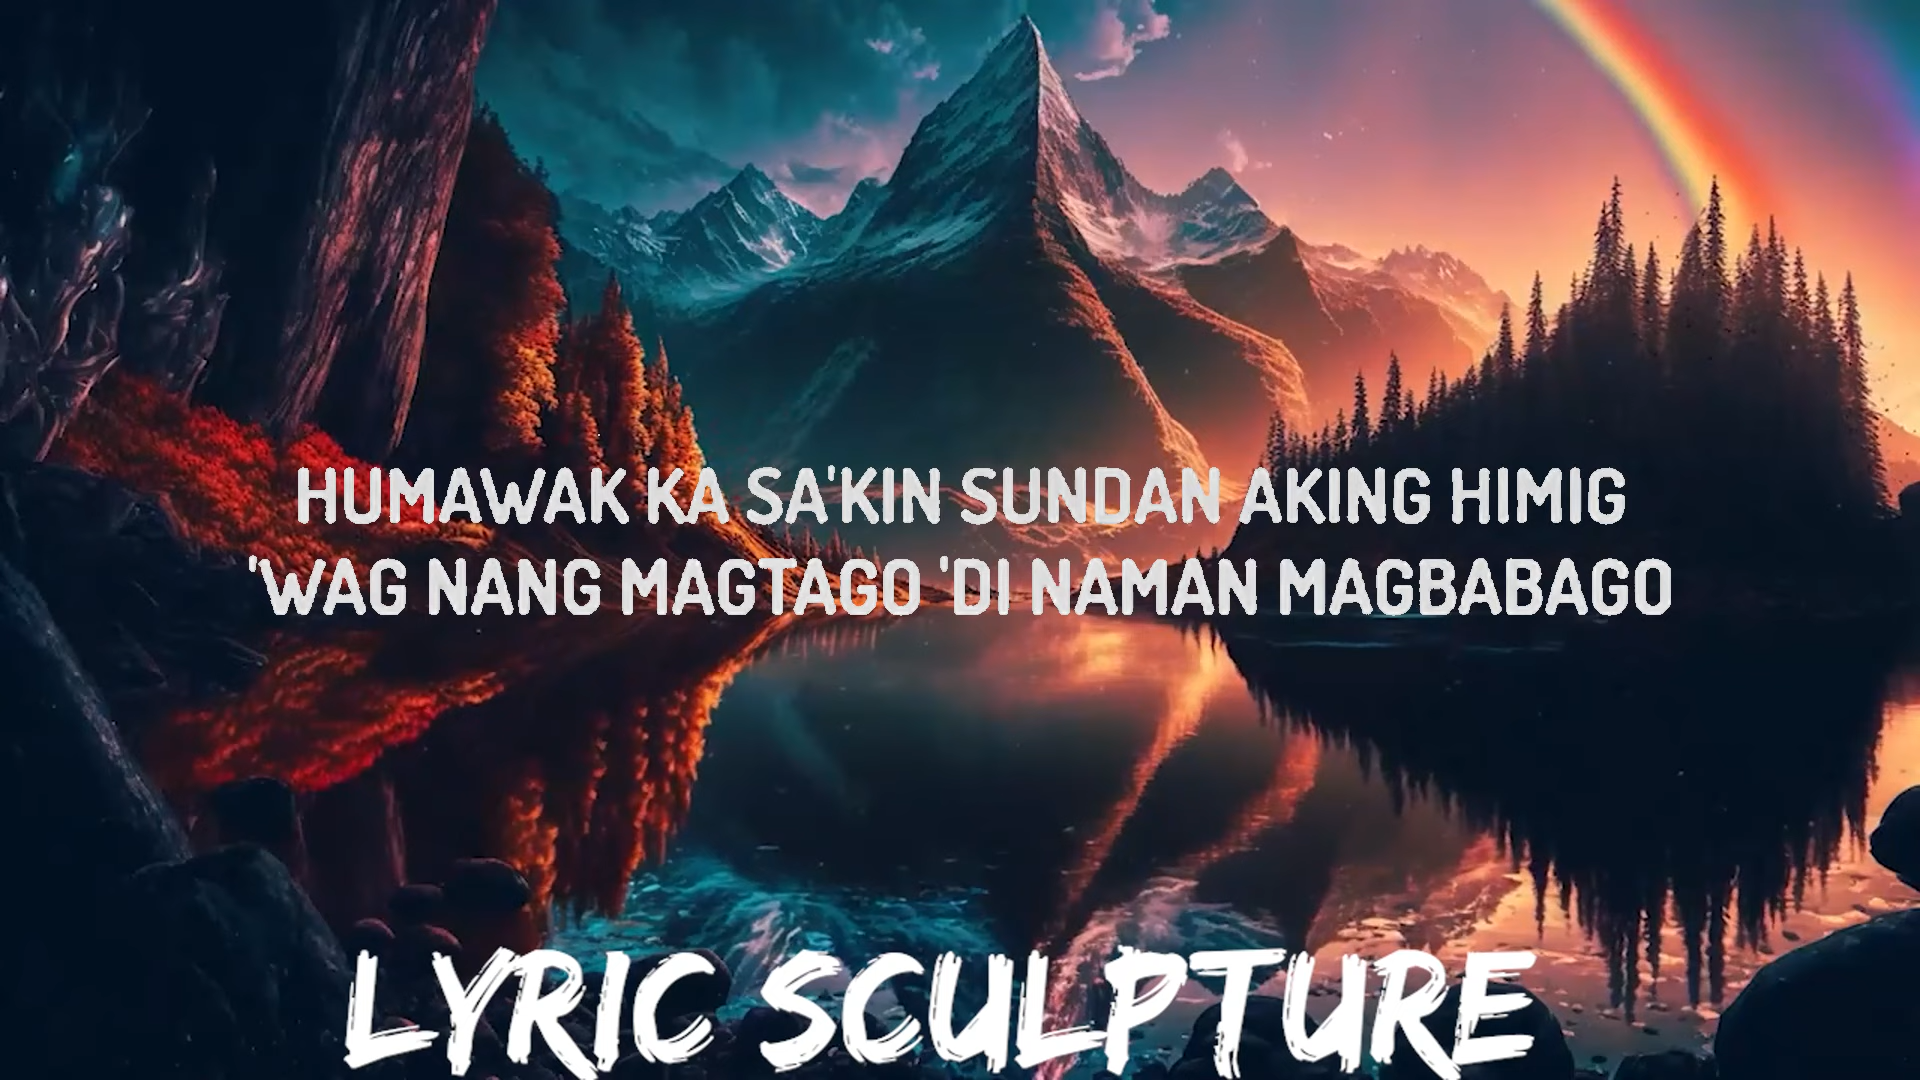 HUMAWAK KA SA'KIN SUNDAN AKING HIMIG
'WAG NANG MAGTAGO 'DI NAMAN MAGBABAGO
LYRIC SCULPTURE